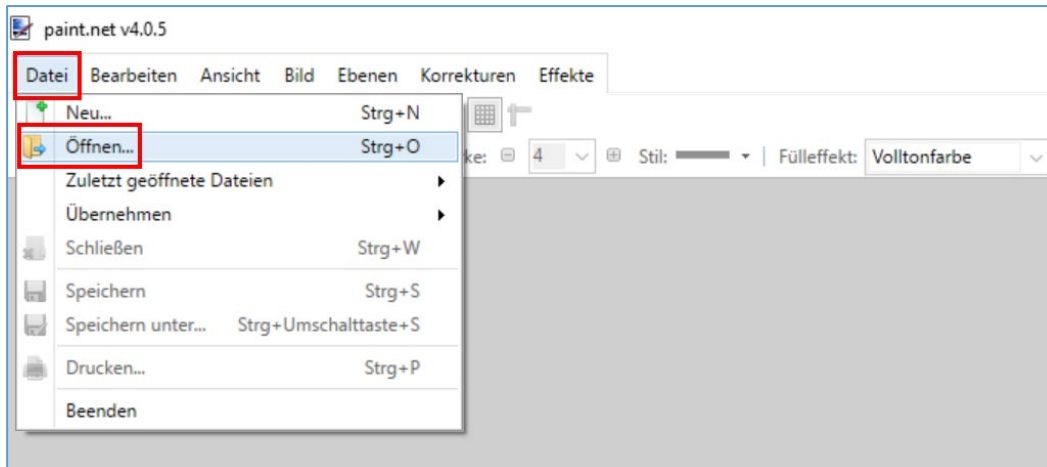 paint.net v4.0.5
Datei Bearbeiten Ansicht Bild Ebenen Korrekturen Effekte
Neu... Strg+N
Öffnen... Strg+O
ke: 4 Stil: Fülleffekt: Volltonfarbe
Zuletzt geöffnete Dateien
Übernehmen
Schließen Strg+W
Speichern Strg+S
Speichern unter... Strg+Umschalttaste+S
Drucken... Strg+P
Beenden